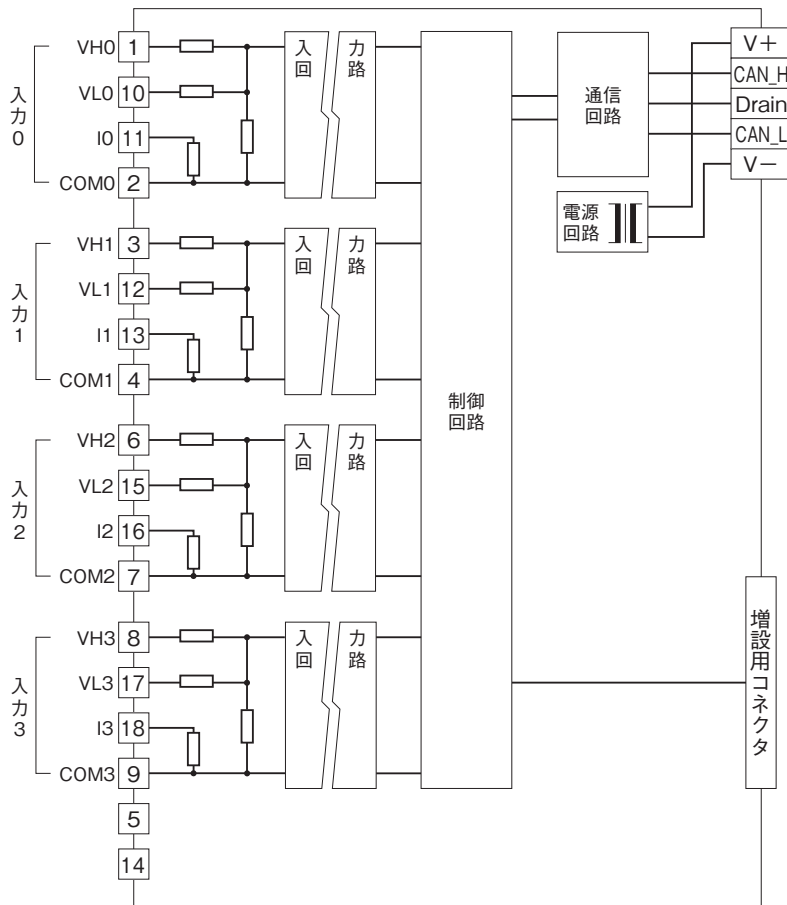 入力0
VH0 1
VL0 10
I0 11
COM0 2
入 力
回 路
入力1
VH1 3
VL1 12
I1 13
COM1 4
入 力
回 路
入力2
VH2 6
VL2 15
I2 16
COM2 7
入 力
回 路
入力3
VH3 8
VL3 17
I3 18
COM3 9
入 力
回 路
5
14
制御
回路
通信
回路
電源
回路
V+
CAN_H
Drain
CAN_L
V−
増設用コネクタ